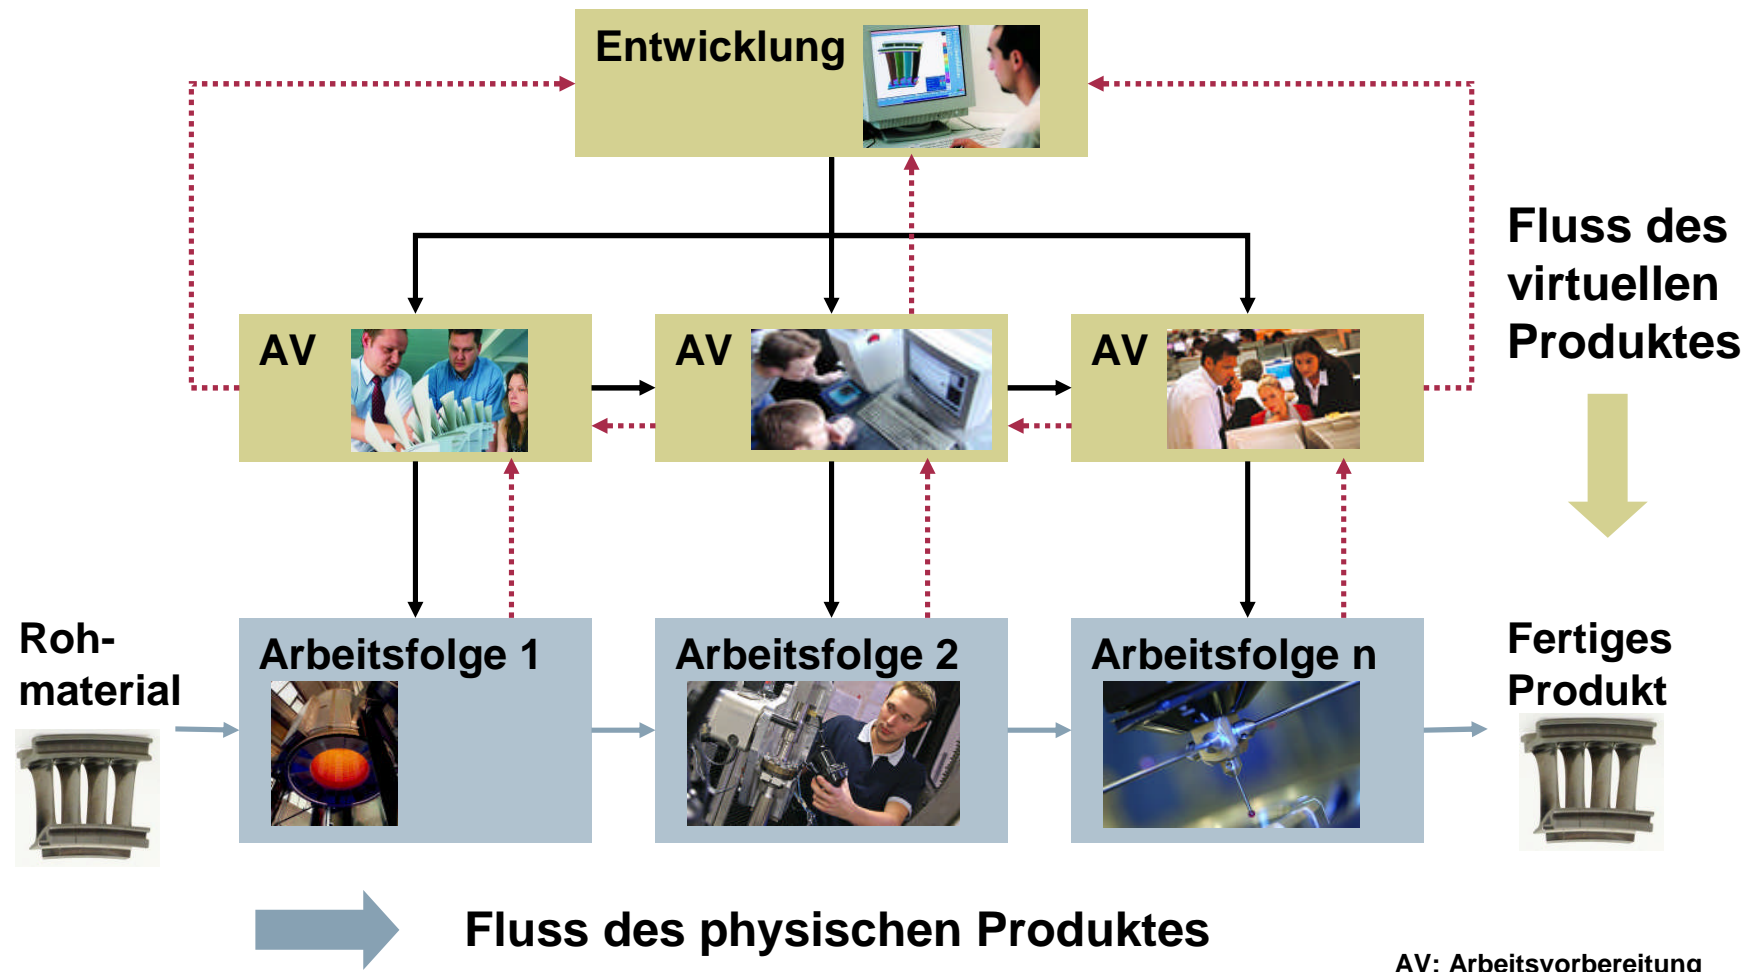 Entwicklung
Fluss des
virtuellen
Produktes
AV
AV
AV
Roh-
material
Arbeitsfolge 1
Arbeitsfolge 2
Arbeitsfolge n
Fertiges
Produkt
Fluss des physischen Produktes
AV: Arbeitsvorbereitung